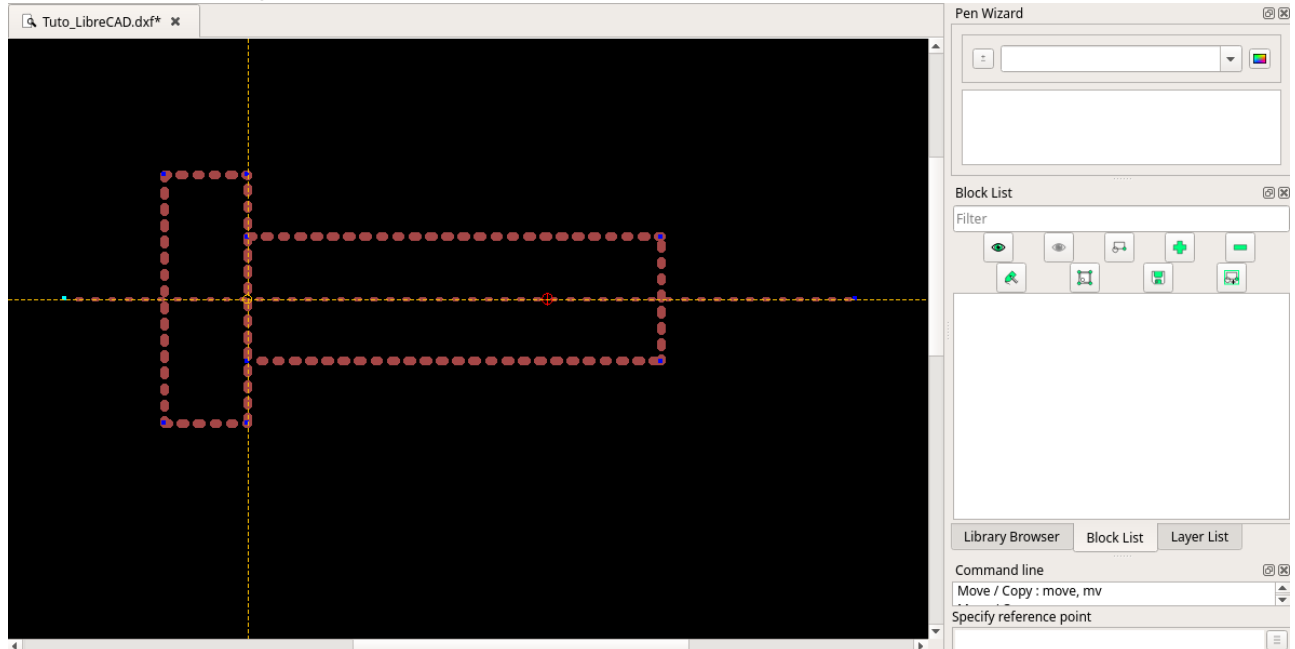 Tuto_LibreCAD.dxf*
Pen Wizard
Block List
Filter
Library Browser
Block List
Layer List
Command line
Move / Copy : move, mv
Specify reference point